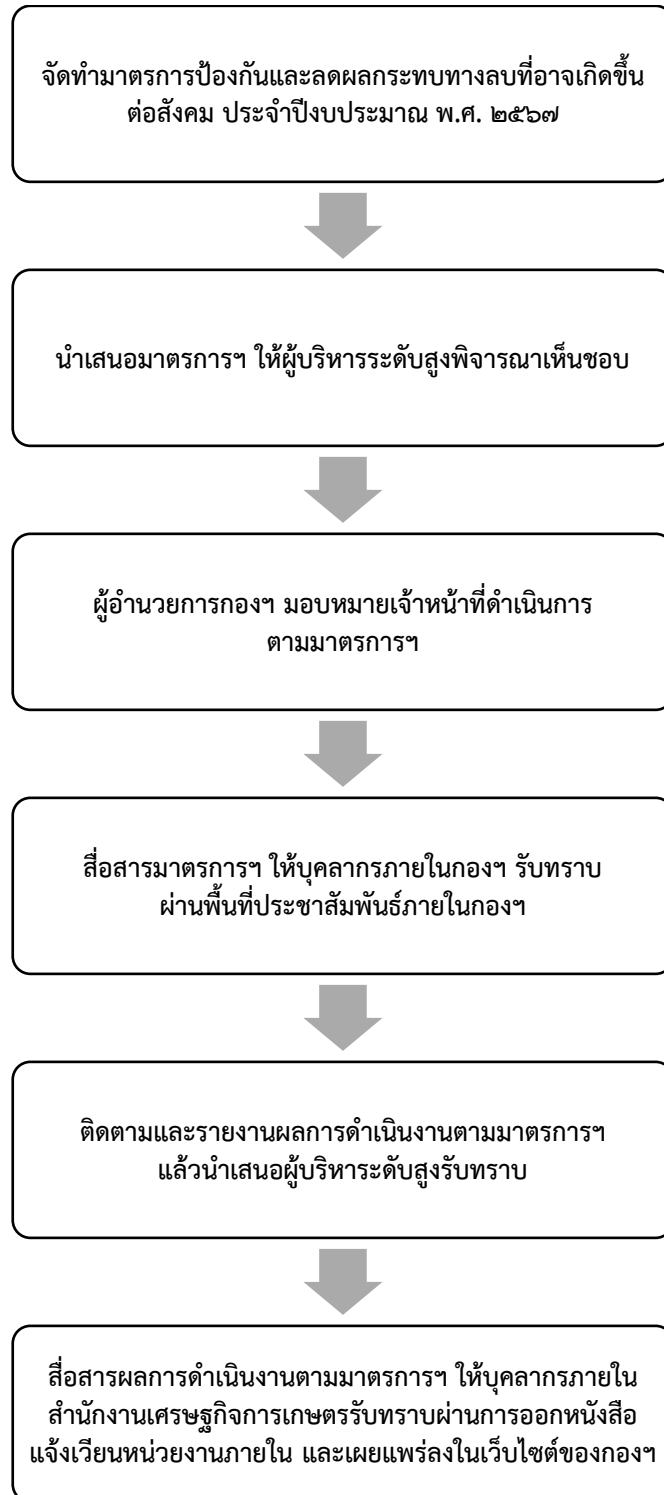 จัดทำมาตรการป้องกันและลดผลกระทบทางลบที่อาจเกิดขึ้น
ต่อสังคม ประจำปีงบประมาณ พ.ศ. ๒๕๖๗
นำเสนอมาตรการฯ ให้ผู้บริหารระดับสูงพิจารณาเห็นชอบ
ผู้อำนวยการกองฯ มอบหมายเจ้าหน้าที่ดำเนินการ
ตามมาตรการฯ
สื่อสารมาตรการฯ ให้บุคลากรภายในกองฯ รับทราบ
ผ่านพื้นที่ประชาสัมพันธ์ภายในกองฯ
ติดตามและรายงานผลการดำเนินงานตามมาตรการฯ
แล้วนำเสนอผู้บริหาระดับสูงรับทราบ
สื่อสารผลการดำเนินงานตามมาตรการฯ ให้บุคลากรภายใน
สำนักงานเศรษฐกิจการเกษตรรับทราบผ่านการออกหนังสือ
แจ้งเวียนหน่วยงานภายใน และเผยแพร่ลงในเว็บไซต์ของกองฯ